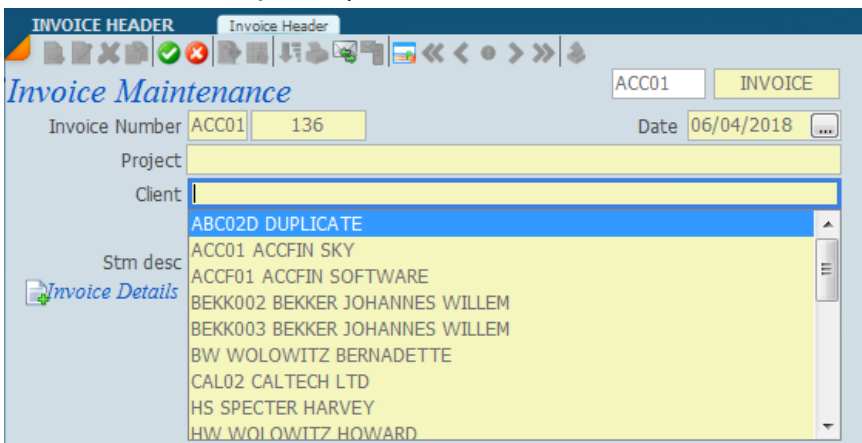 INVOICE HEADER Invoice Header
Invoice Maintenance ACC01 INVOICE
Invoice Number ACC01 136 Date 06/04/2018 ...
Project
Client
ABC02D DUPLICATE
ACC01 ACCFIN SKY
Stm desc
ACCF01 ACCFIN SOFTWARE
Invoice Details
BEKK002 BEKKER JOHANNES WILLEM
BEKK003 BEKKER JOHANNES WILLEM
BW WOLOWITZ BERNADETTE
CAL02 CALTECH LTD
HS SPECTER HARVEY
HW WOLOWITZ HOWARD